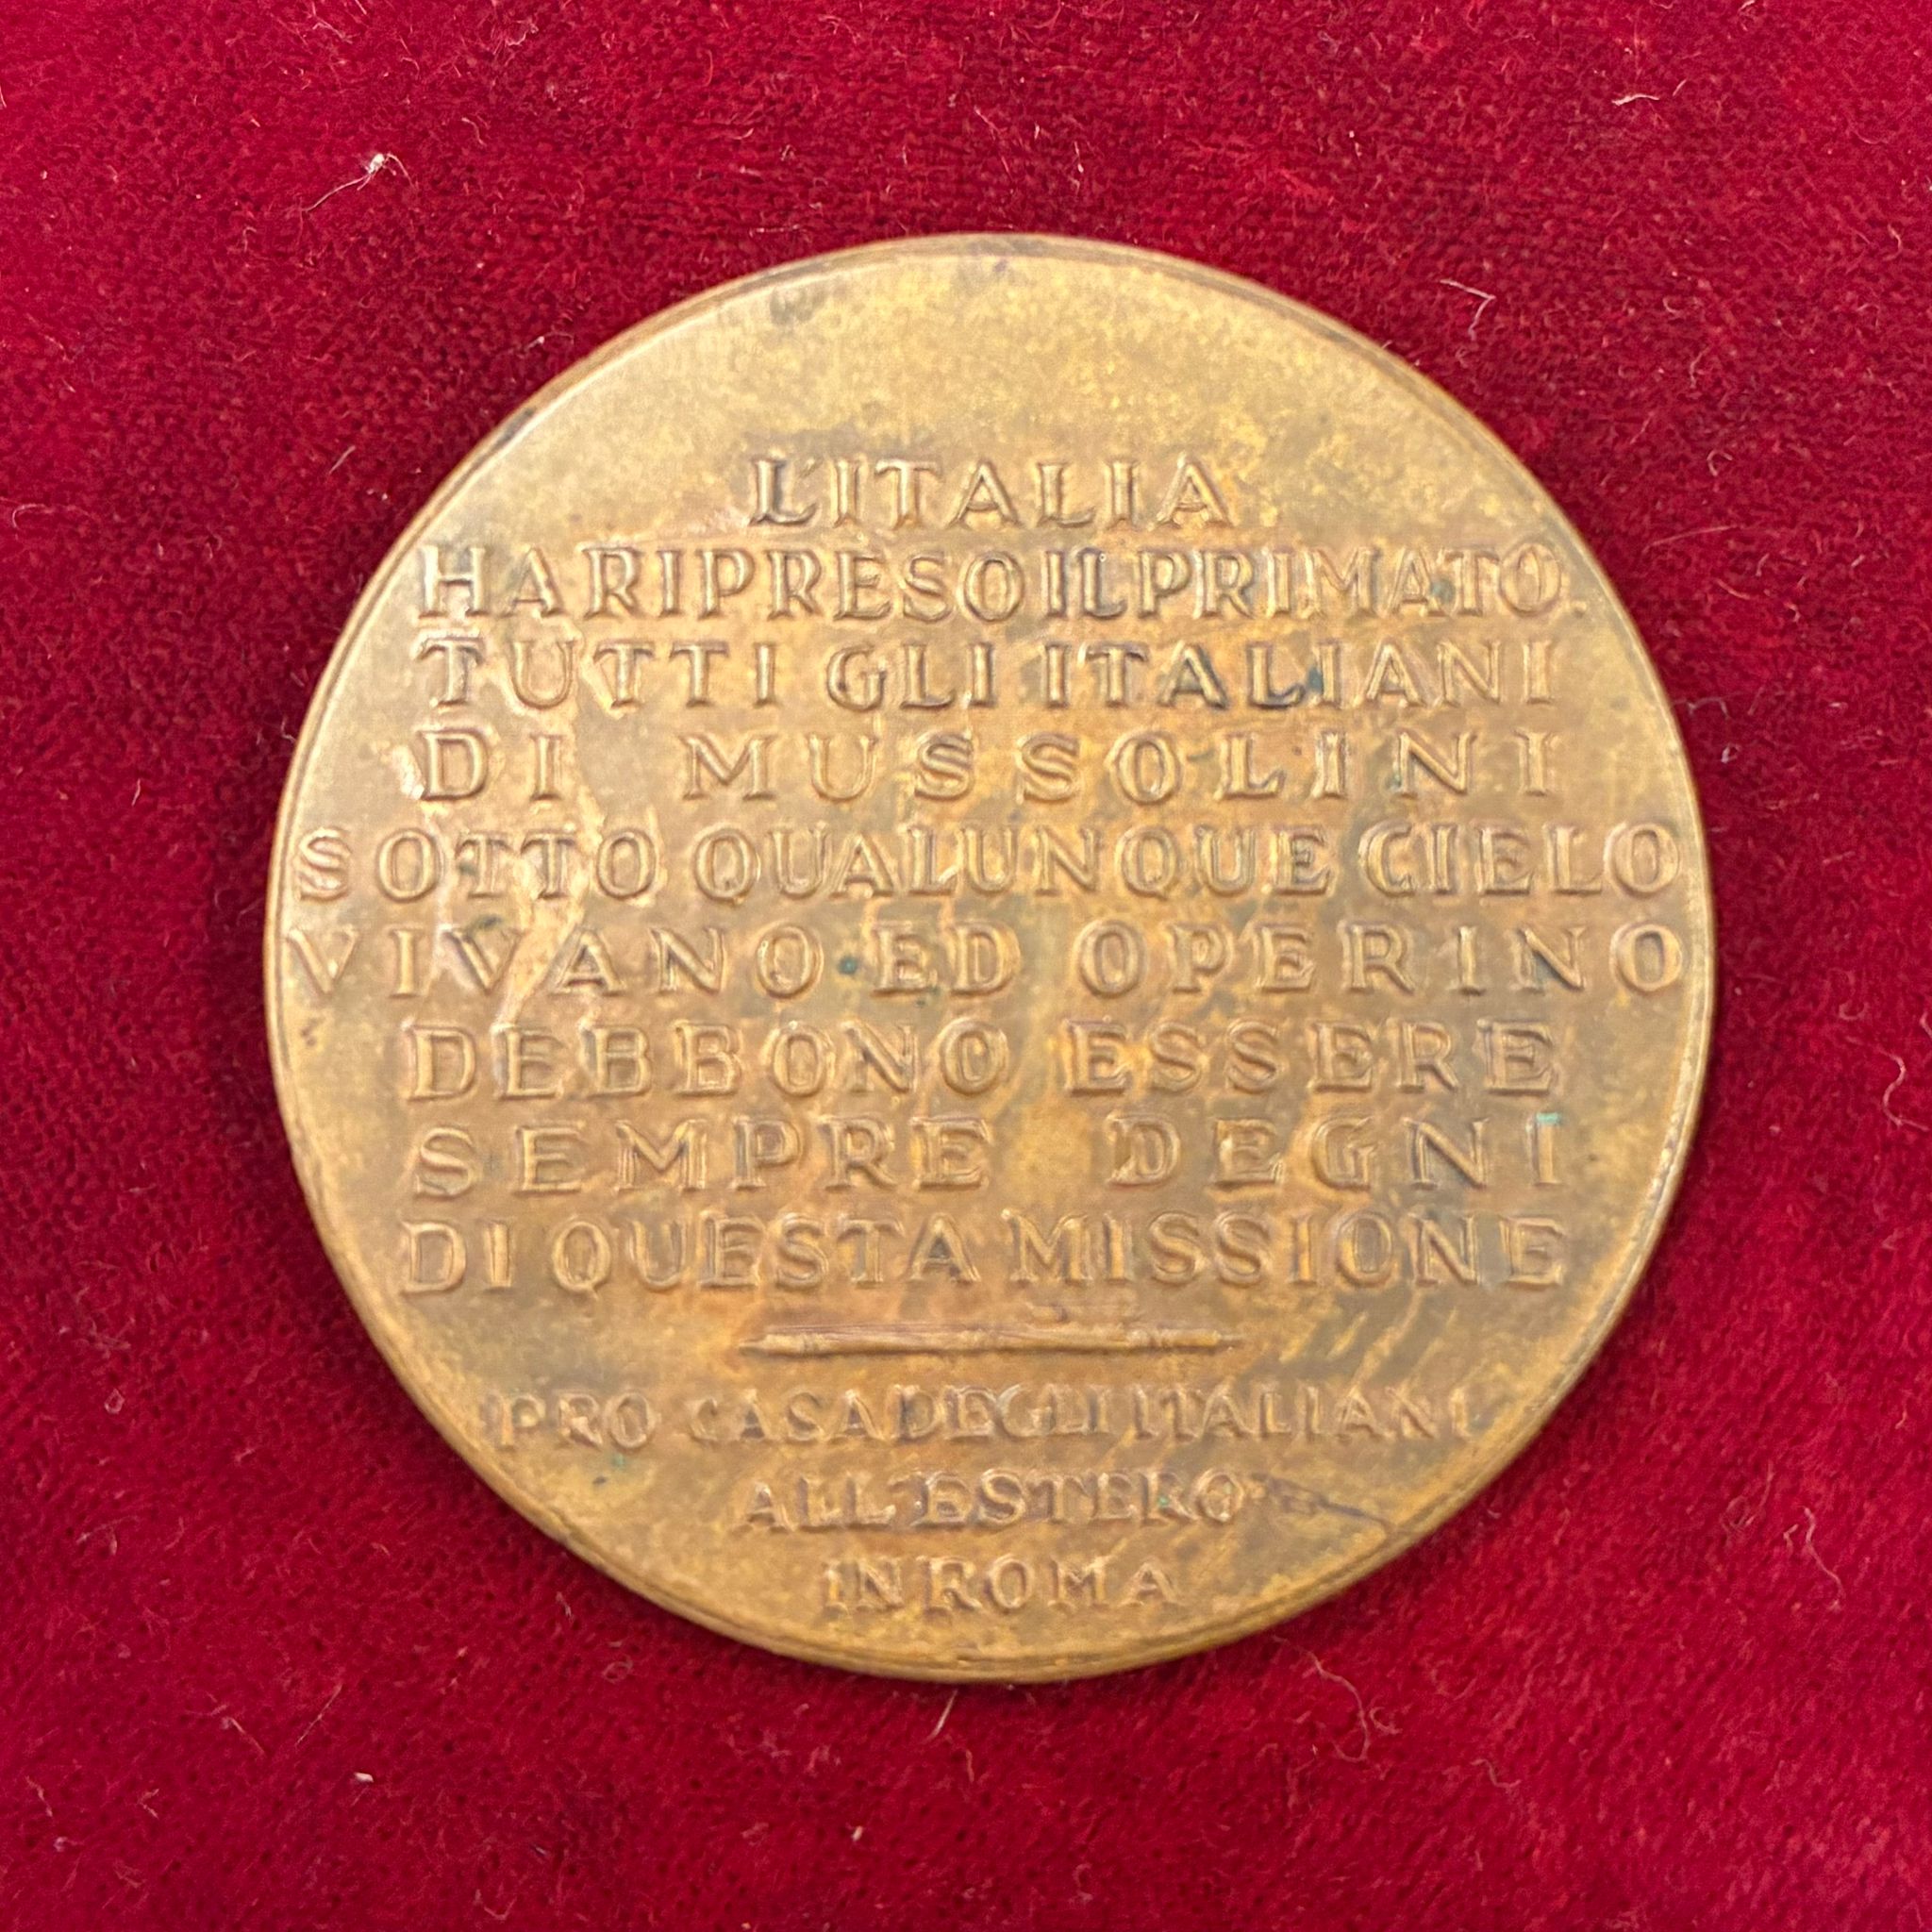 L'ITALIA
HA RIPRESO IL PRIMATO.
TUTTI GLI ITALIANI
DI MUSSOLINI
SOTTO QUALUNQUE CIELO
VIVANO ED OPERINO
DEBBONO ESSERE
SEMPRE DEGNI
DI QUESTA MISSIONE
PRO CASA DEGLI ITALIANI
ALL'ESTERO
IN ROMA